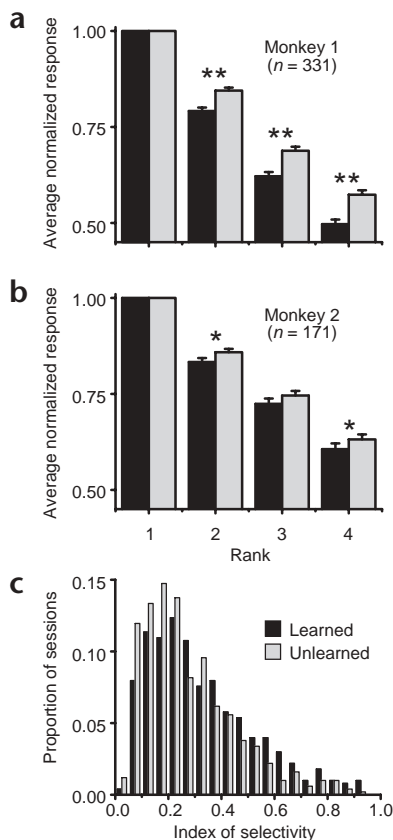 a
Average normalized response
1.00
0.75
0.50
Monkey 1
(n = 331)
**
**
**
b
Average normalized response
1.00
0.75
0.50
Monkey 2
(n = 171)
*
*
1 2 3 4
Rank
c
Proportion of sessions
0.15
0.10
0.05
0.00
Learned
Unlearned
0.0 0.2 0.4 0.6 0.8 1.0
Index of selectivity